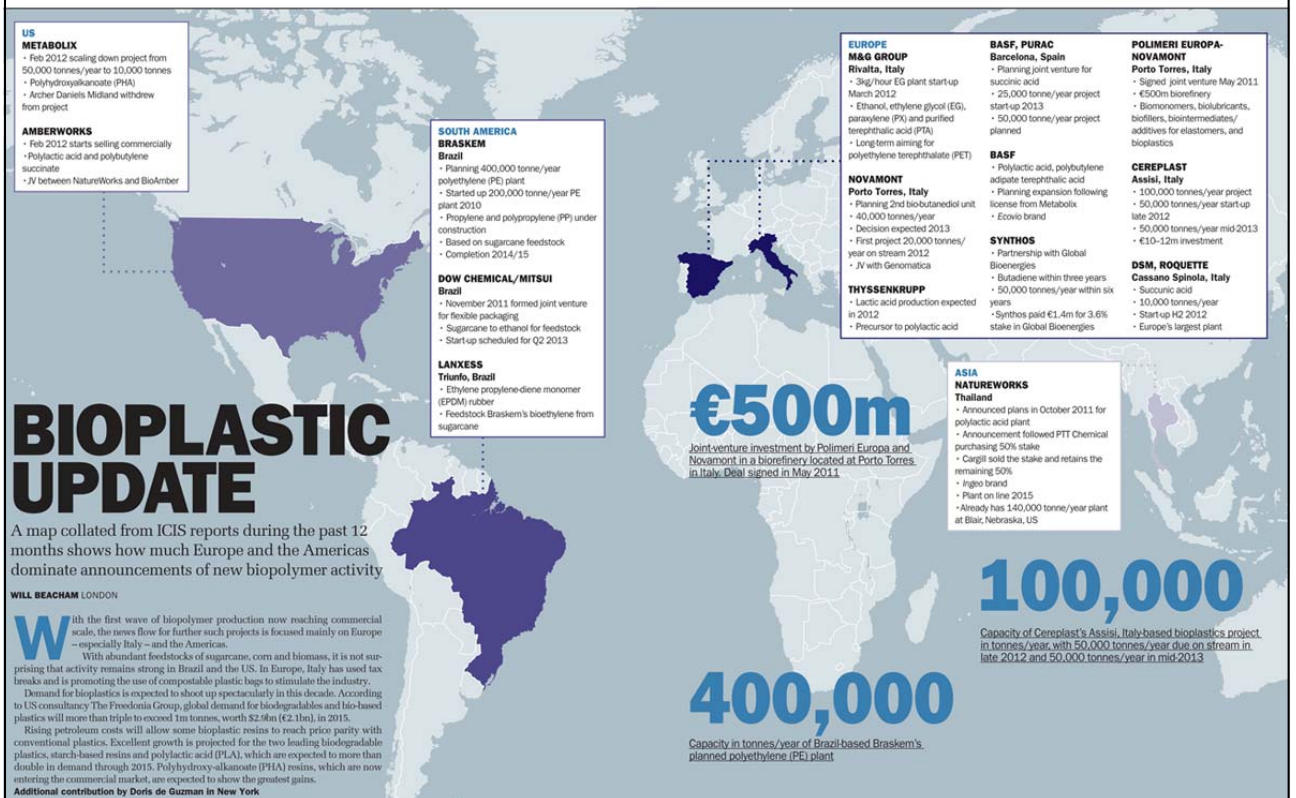 US
METABOLIX
· Feb 2012 scaling down project from
50,000 tonnes/year to 10,000 tonnes
· Polyhydroxyalkanoate (PHA)
· Archer Daniels Midland withdrew
from project
AMBERWORKS
· Feb 2012 starts selling commercially
· Polylactic acid and polybutylene
succinate
· JV between NatureWorks and BioAmber
SOUTH AMERICA
BRASKEM
Brazil
· Planning 400,000 tonne/year
polyethylene (PE) plant
· Started up 200,000 tonne/year PE
plant 2010
· Propylene and polypropylene (PP) under
construction
· Based on sugarcane feedstock
· Completion 2014/15
DOW CHEMICAL/MITSUI
Brazil
· November 2011 formed joint venture
for flexible packaging
· Sugarcane to ethanol for feedstock
· Start-up scheduled for Q2 2013
LANXESS
Triunfo, Brazil
· Ethylene propylene-diene monomer
(EPDM) rubber
· Feedstock Braskem's bioethylene from
sugarcane
EUROPE
M&G GROUP
Rivalta, Italy
· 3kg/hour EG plant start-up
March 2012
· Ethanol, ethylene glycol (EG),
paraxylene (PX) and purified
terephthalic acid (PTA)
· Long-term aiming for
polyethylene terephthalate (PET)
NOVAMONT
Porto Torres, Italy
· Planning 2nd bio-butanediol unit
· 40,000 tonnes/year
· Decision expected 2013
· First project 20,000 tonnes/
year on stream 2012
· JV with Genomatica
THYSSENKRUPP
· Lactic acid production expected
in 2012
· Precursor to polylactic acid
BASF, PURAC
Barcelona, Spain
· Planning joint venture for
succinic acid
· 25,000 tonne/year project
start-up 2013
· 50,000 tonne/year project
planned
BASF
· Polylactic acid, polybutylene
adipate terephthalic acid
· Planning expansion following
license from Metabolix
· Ecovio brand
SYNTHOS
· Partnership with Global
Bioenergies
· Butadiene within three years
· 50,000 tonnes/year within six
years
· Synthos paid €1.4m for 3.6%
stake in Global Bioenergies
POLIMERI EUROPA-
NOVAMONT
Porto Torres, Italy
· Signed joint venture May 2011
· €500m biorefinery
· Biomonomers, biolubricants,
biofillers, biointermediates/
additives for elastomers, and
bioplastics
CEREPLAST
Assisi, Italy
· 100,000 tonnes/year project
· 50,000 tonnes/year start-up
late 2012
· 50,000 tonnes/year mid-2013
· €10–12m investment
DSM, ROQUETTE
Cassano Spinola, Italy
· Succunic acid
· 10,000 tonnes/year
· Start-up H2 2012
· Europe's largest plant
ASIA
NATUREWORKS
Thailand
· Announced plans in October 2011 for
polylactic acid plant
· Announcement followed PTT Chemical
purchasing 50% stake
· Cargill sold the stake and retains the
remaining 50%
· Ingeo brand
· Plant on line 2015
· Already has 140,000 tonne/year plant
at Blair, Nebraska, US
€500m
Joint-venture investment by Polimeri Europa and
Novamont in a biorefinery located at Porto Torres
in Italy. Deal signed in May 2011
100,000
Capacity of Cereplast's Assisi, Italy-based bioplastics project
in tonnes/year, with 50,000 tonnes/year due on stream in
late 2012 and 50,000 tonnes/year in mid-2013
400,000
Capacity in tonnes/year of Brazil-based Braskem's
planned polyethylene (PE) plant
BIOPLASTIC
UPDATE
A map collated from ICIS reports during the past 12
months shows how much Europe and the Americas
dominate announcements of new biopolymer activity
WILL BEACHAM LONDON
With the first wave of biopolymer production now reaching commercial
scale, the news flow for further such projects is focused mainly on Europe
– especially Italy – and the Americas.
With abundant feedstocks of sugarcane, corn and biomass, it is not sur-
prising that activity remains strong in Brazil and the US. In Europe, Italy has used tax
breaks and is promoting the use of compostable plastic bags to stimulate the industry.
Demand for bioplastics is expected to shoot up spectacularly in this decade. According
to US consultancy The Freedonia Group, global demand for biodegradables and bio-based
plastics will more than triple to exceed 1m tonnes, worth $2.9bn (€2.1bn), in 2015.
Rising petroleum costs will allow some bioplastic resins to reach price parity with
conventional plastics. Excellent growth is projected for the two leading biodegradable
plastics, starch-based resins and polylactic acid (PLA), which are expected to more than
double in demand through 2015. Polyhydroxy-alkanoate (PHA) resins, which are now
entering the commercial market, are expected to show the greatest gains.
Additional contribution by Doris de Guzman in New York